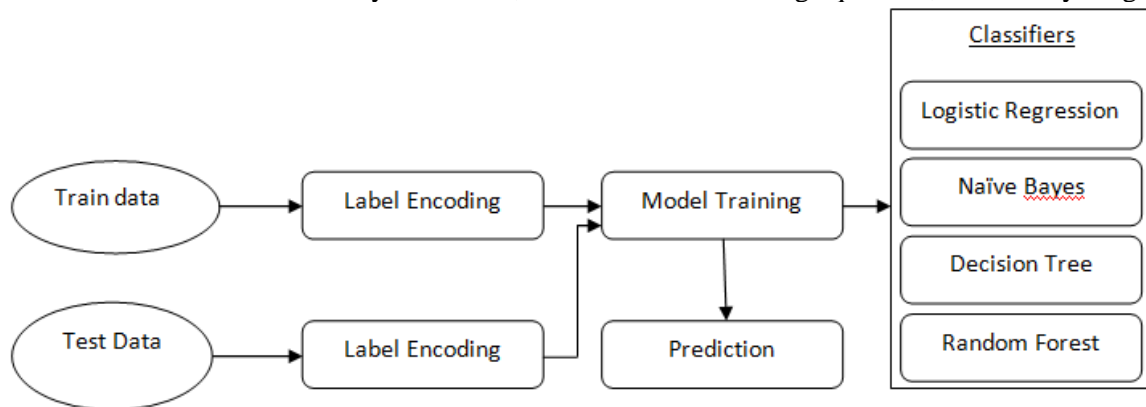 Classifiers
Logistic Regression
Train data
Label Encoding
Model Training
Naïve Bayes
Decision Tree
Test Data
Label Encoding
Prediction
Random Forest